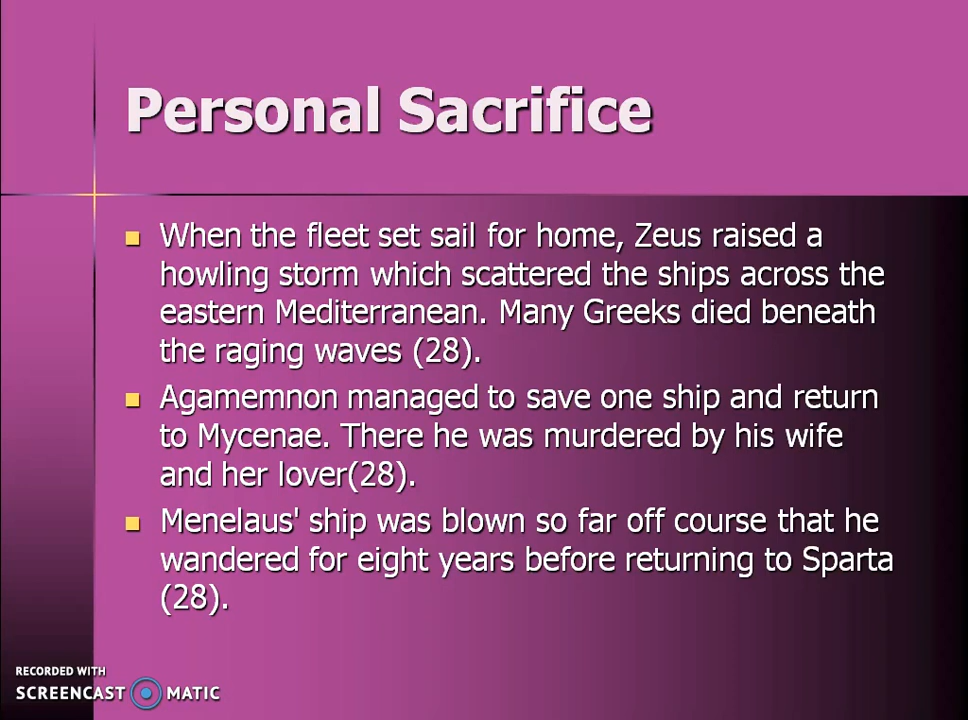 Personal Sacrifice
When the fleet set sail for home, Zeus raised a
howling storm which scattered the ships across the
eastern Mediterranean. Many Greeks died beneath
the raging waves (28).
Agamemnon managed to save one ship and return
to Mycenae. There he was murdered by his wife
and her lover(28).
Menelaus' ship was blown so far off course that he
wandered for eight years before returning to Sparta
(28).
RECORDED WITH
SCREENCAST MATIC